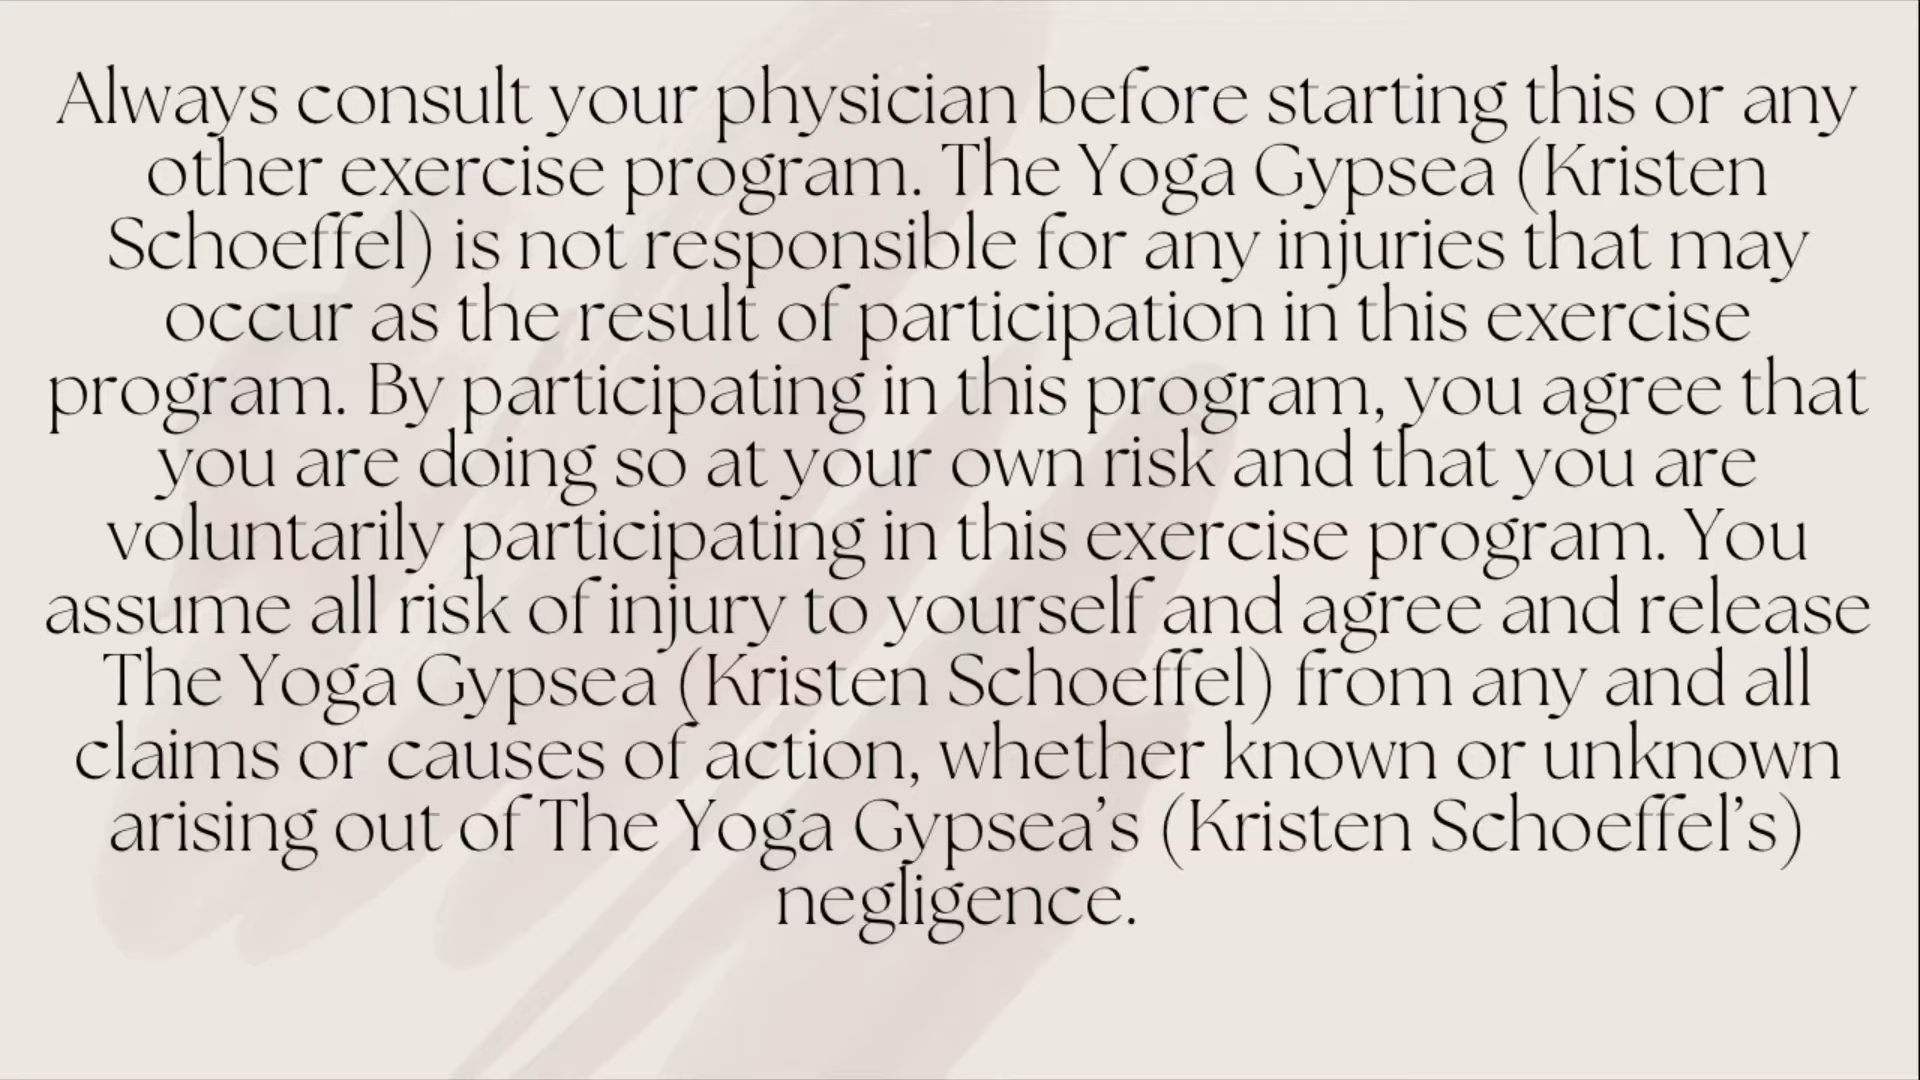 Always consult your physician before starting this or any
other exercise program. The Yoga Gypsea (Kristen
Schoeffel) is not responsible for any injuries that may
occur as the result of participation in this exercise
program. By participating in this program, you agree that
you are doing so at your own risk and that you are
voluntarily participating in this exercise program. You
assume all risk of injury to yourself and agree and release
The Yoga Gypsea (Kristen Schoeffel) from any and all
claims or causes of action, whether known or unknown
arising out of The Yoga Gypsea’s (Kristen Schoeffel’s)
negligence.